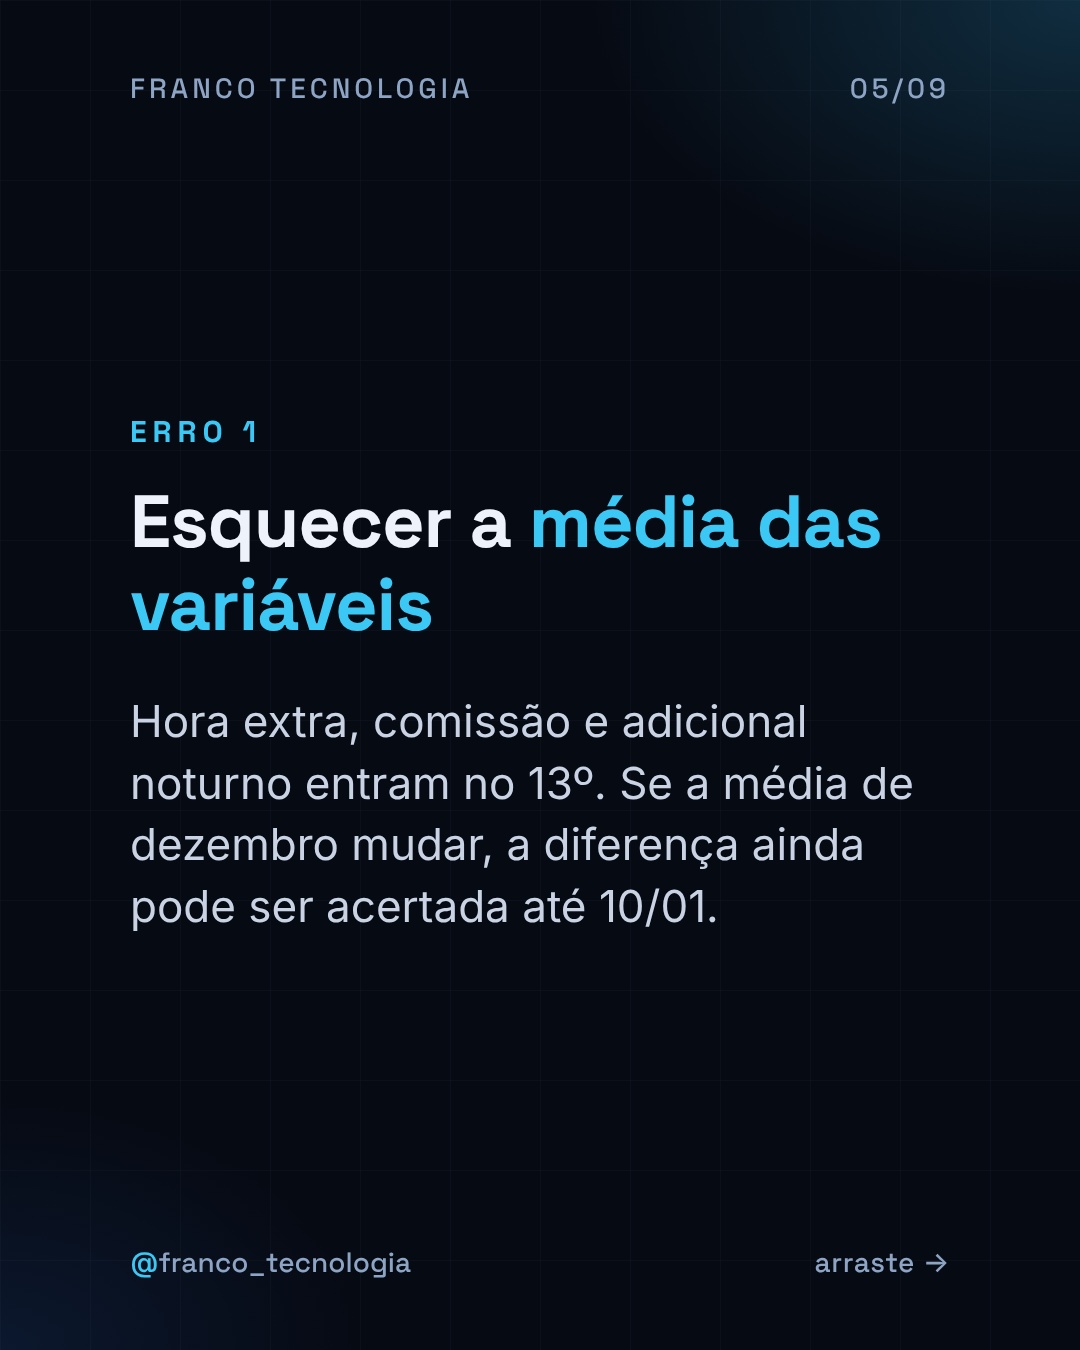 FRANCO TECNOLOGIA
05/09
ERRO 1
Esquecer a média das
variáveis
Hora extra, comissão e adicional
noturno entram no 13º. Se a média de
dezembro mudar, a diferença ainda
pode ser acertada até 10/01.
@franco_tecnologia
arraste →